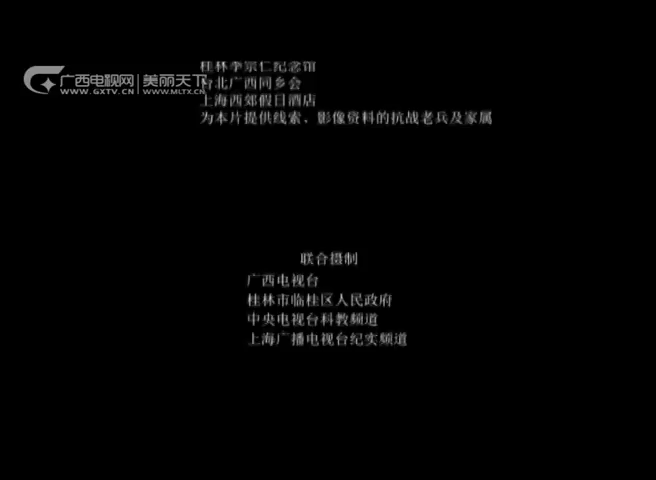 桂林李宗仁纪念馆
广西电视网 美丽天下
WWW.GXTV.CN WWW.MLTX.CN
台北广西同乡会
上海西郊假日酒店
为本片提供线索、影像资料的抗战老兵及家属
联合摄制
广西电视台
桂林市临桂区人民政府
中央电视台科教频道
上海广播电视台纪实频道